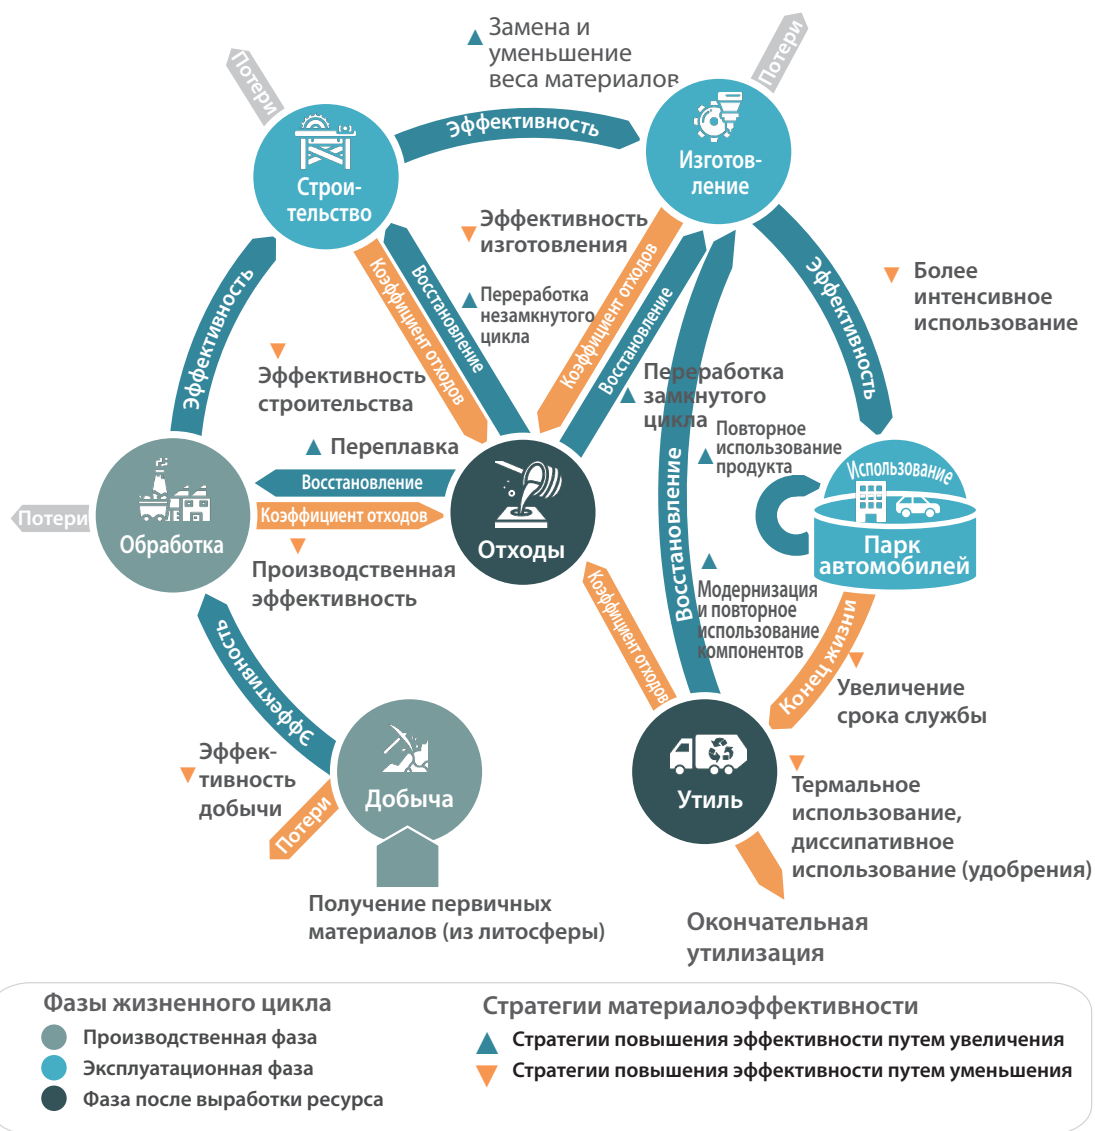 Замена и
уменьшение
веса материалов
Потери
Потери
Эффективность
Строи-
тельство
Изготов-
ление
Эффективность
изготовления
Коэффициент отходов
Восстановление
Коэффициент отходов
Восстановление
Эффективность
Эффективность
Более
интенсивное
использование
Переработка
незамкнутого
цикла
Эффективность
строительства
Переработка
замкнутого
цикла
Переплавка
Повторное
использование
продукта
Восстановление
Восстановление
Коэффициент отходов
Использование
Парк
автомобилей
Потери
Обработка
Отходы
Производственная
эффективность
Модернизация
и повторное
использование
компонентов
Коэффициент отходов
Конец жизни
Эффективность
Увеличение
срока службы
Эффек-
тивность
добычи
Потери
Добыча
Утиль
Термальное
использование,
диссипативное
использование (удобрения)
Получение первичных
материалов (из литосферы)
Окончательная
утилизация
Фазы жизненного цикла
Производственная фаза
Эксплуатационная фаза
Фаза после выработки ресурса
Стратегии материалоэффективности
Стратегии повышения эффективности путем увеличения
Стратегии повышения эффективности путем уменьшения